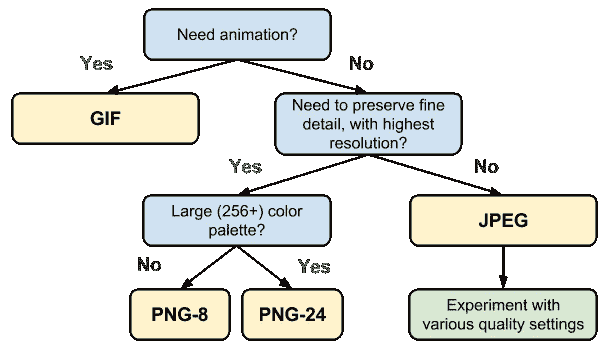 Need animation?
Yes
No
GIF
Need to preserve fine
detail, with highest
resolution?
Yes
No
Large (256+) color
palette?
JPEG
No
Yes
PNG-8
PNG-24
Experiment with
various quality settings